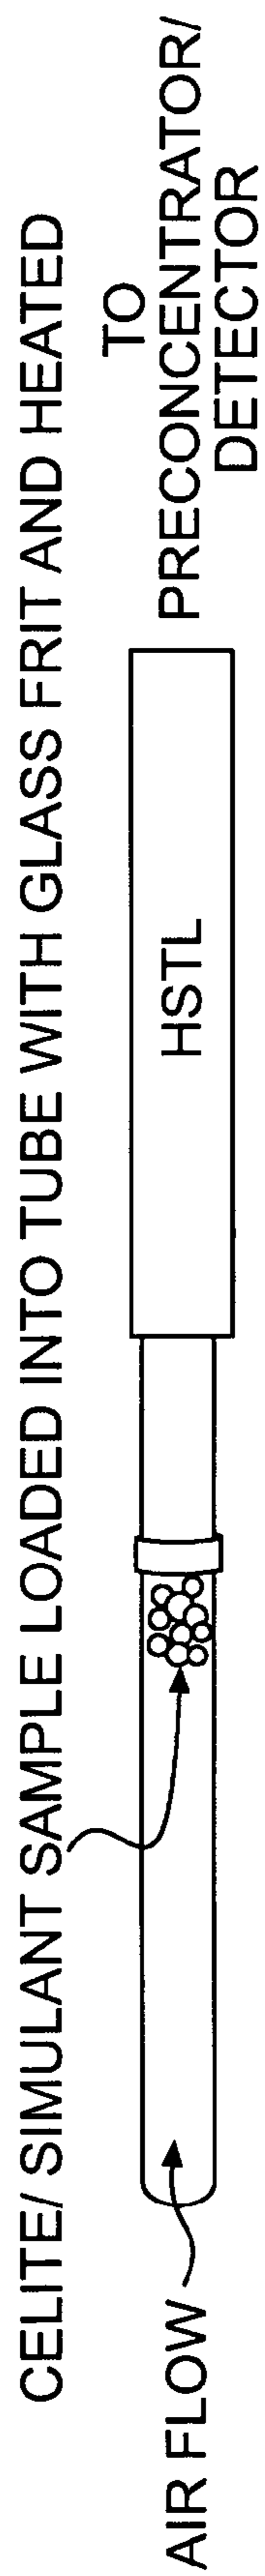 CELITE/ SIMULANT SAMPLE LOADED INTO TUBE WITH GLASS FRIT AND HEATED
AIR FLOW
HSTL
TO
PRECONCENTRATOR/
DETECTOR